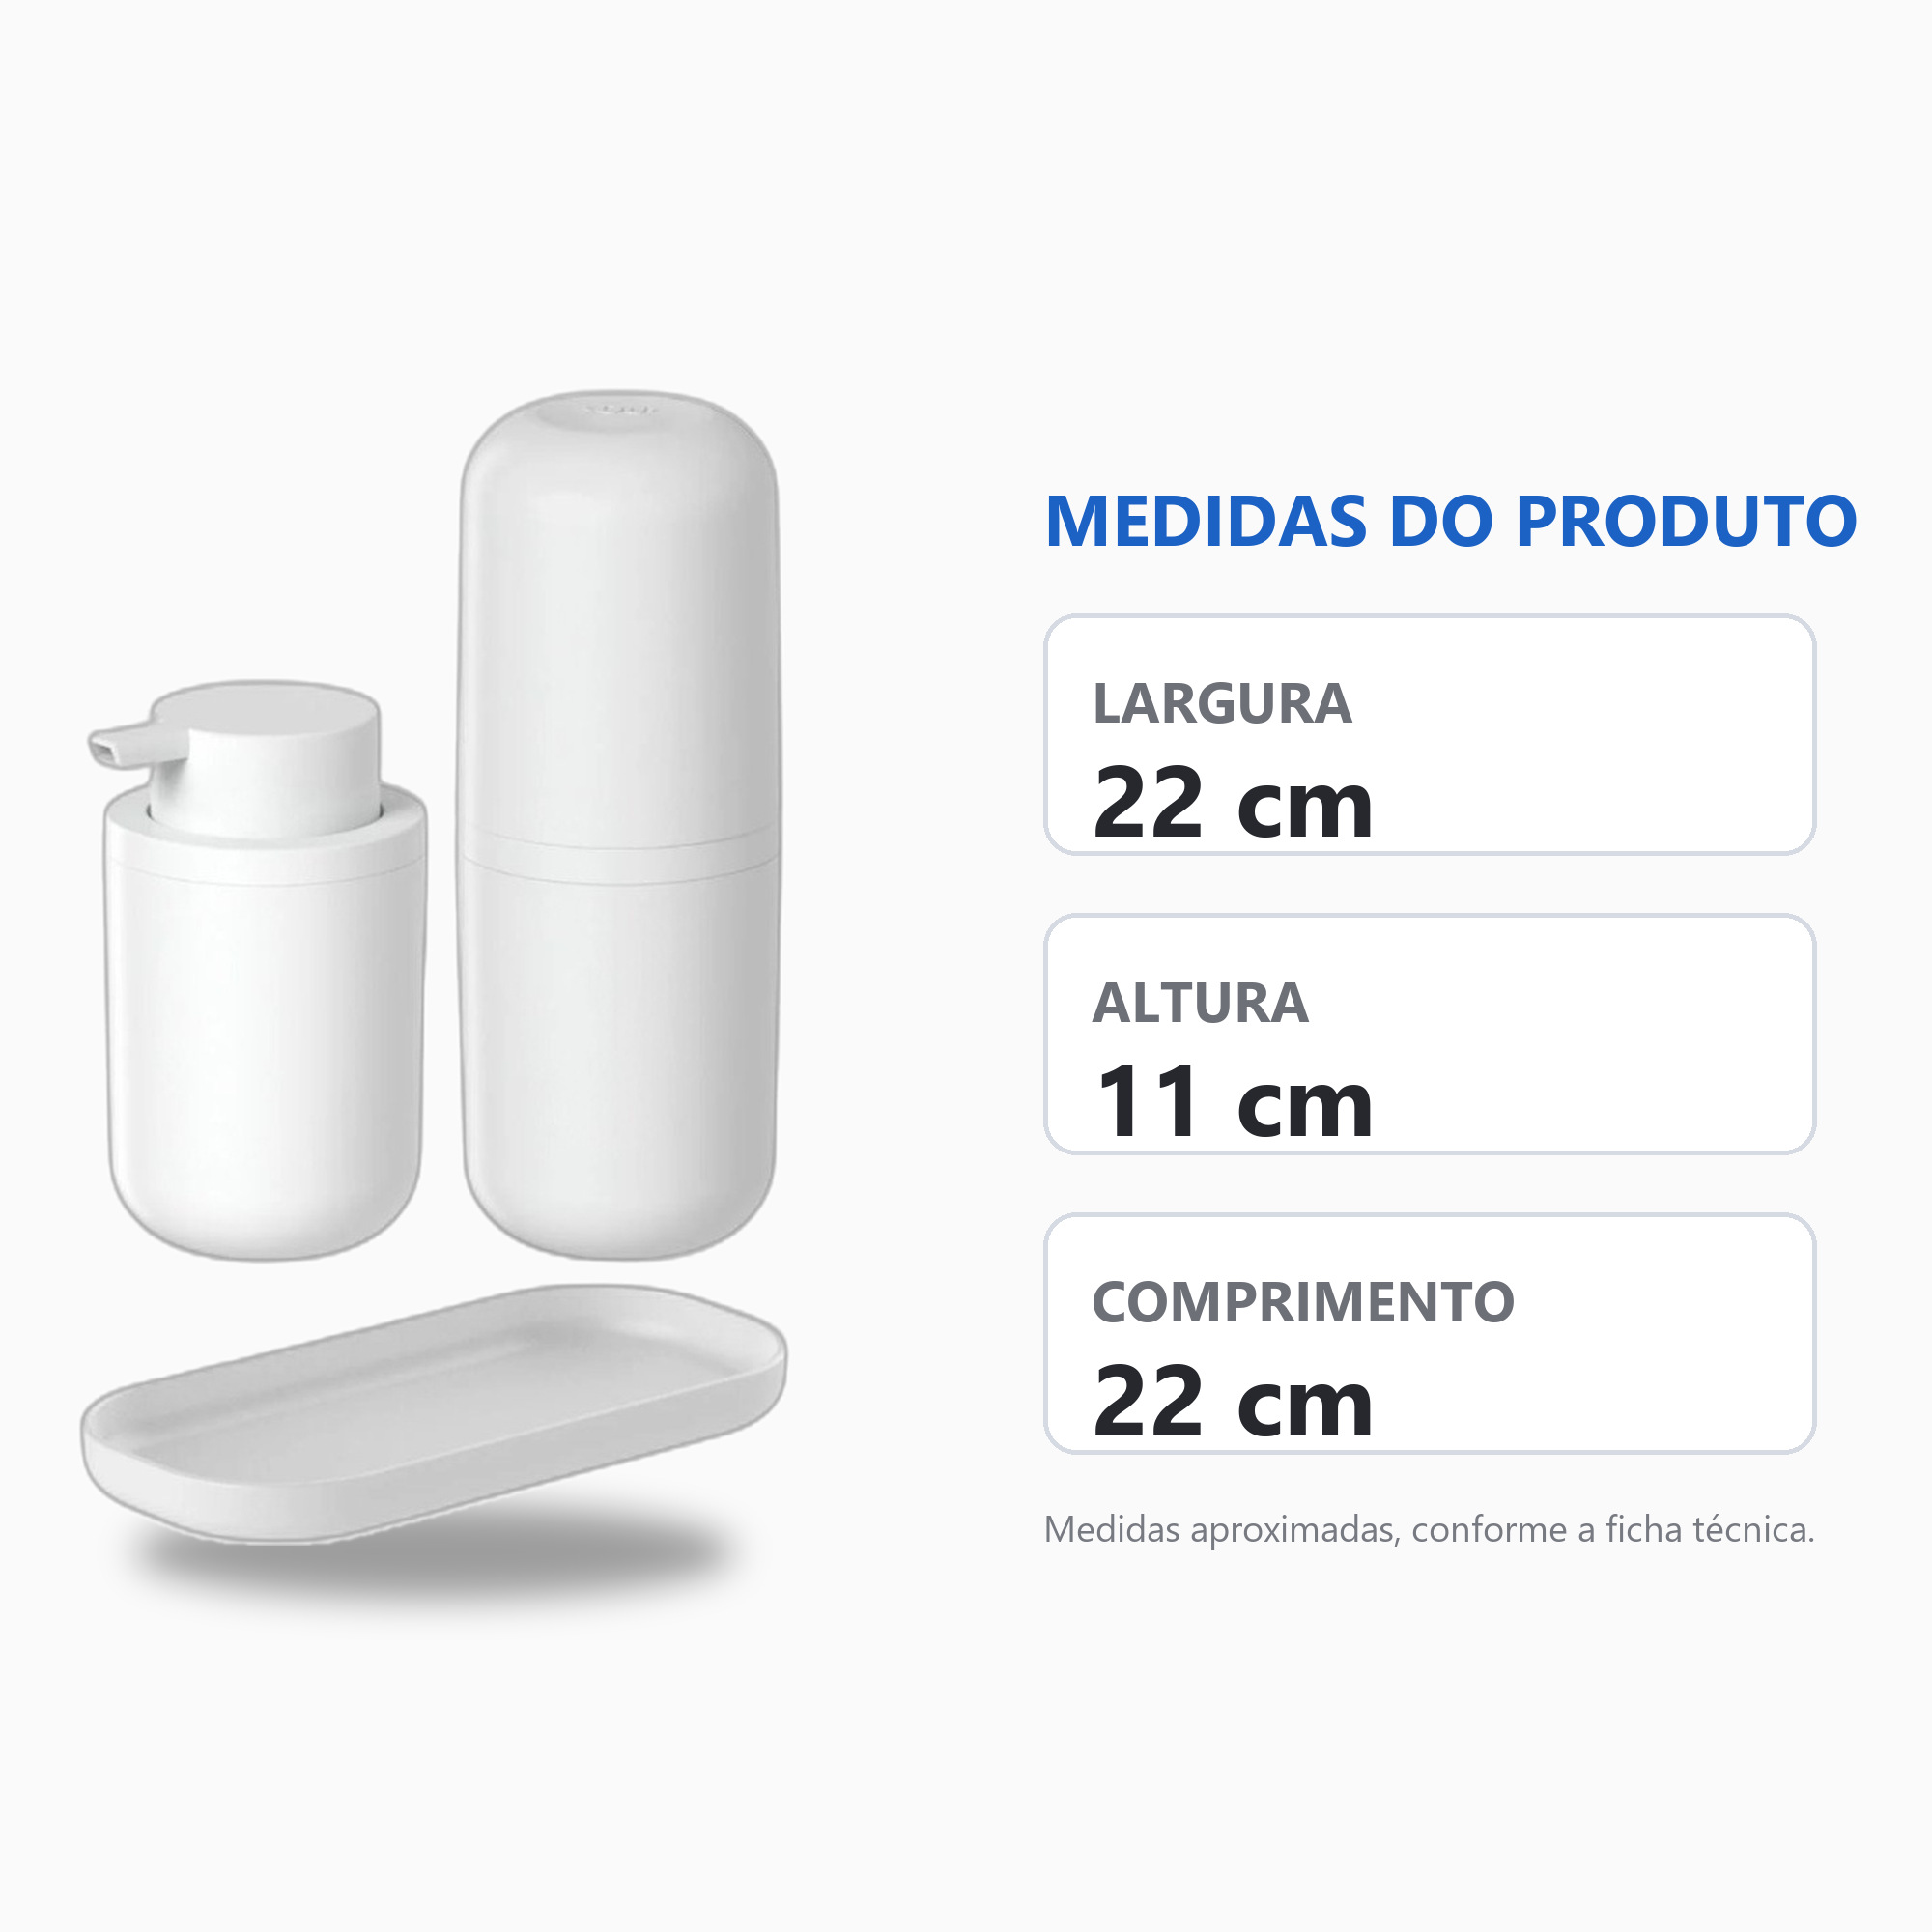 MEDIDAS DO PRODUTO
LARGURA
22 cm
ALTURA
11 cm
COMPRIMENTO
22 cm
Medidas aproximadas, conforme a ficha técnica.